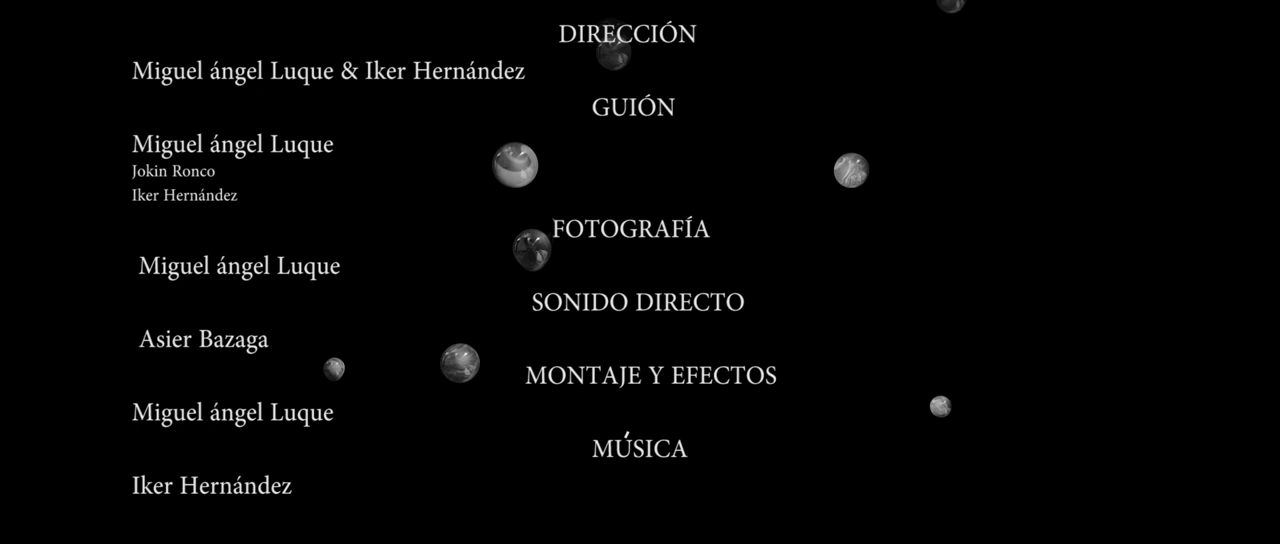 DIRECCIÓN
Miguel ángel Luque & Iker Hernández
GUIÓN
Miguel ángel Luque
Jokin Ronco
Iker Hernández
FOTOGRAFÍA
Miguel ángel Luque
SONIDO DIRECTO
Asier Bazaga
MONTAJE Y EFECTOS
Miguel ángel Luque
MÚSICA
Iker Hernández